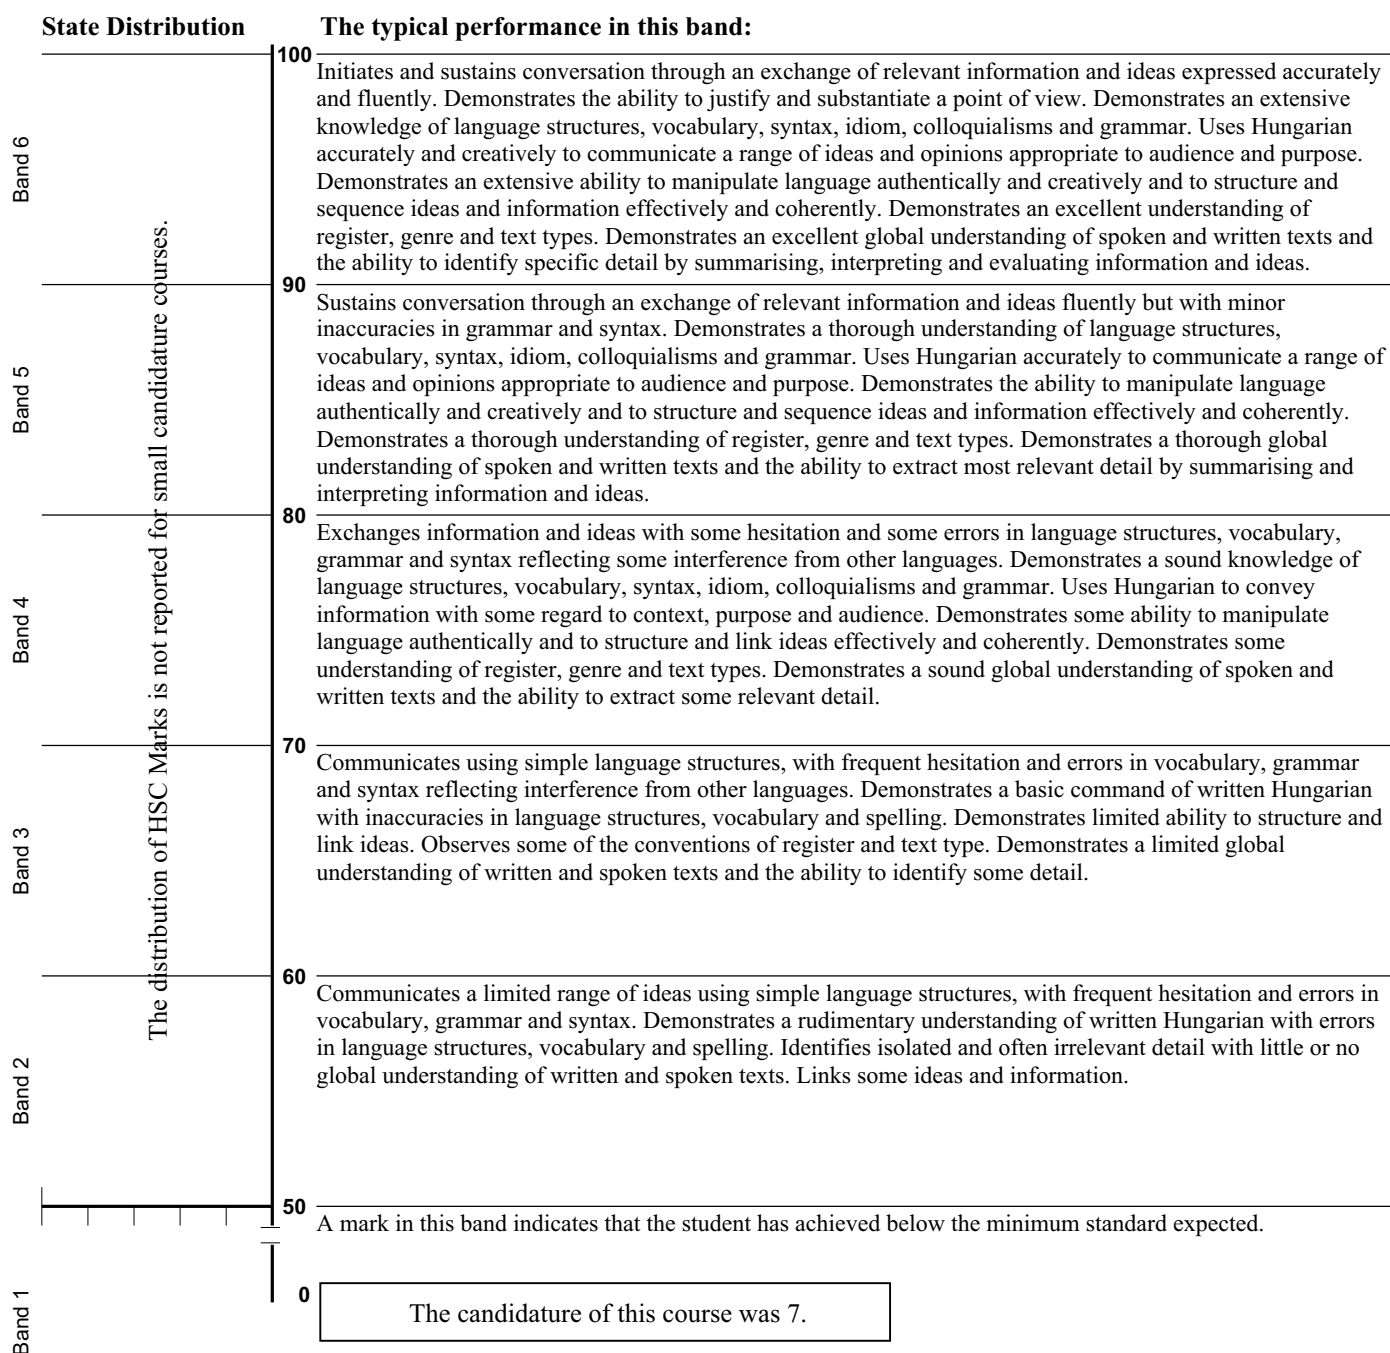 State Distribution
The typical performance in this band:
100
Initiates and sustains conversation through an exchange of relevant information and ideas expressed accurately
and fluently. Demonstrates the ability to justify and substantiate a point of view. Demonstrates an extensive
knowledge of language structures, vocabulary, syntax, idiom, colloquialisms and grammar. Uses Hungarian
accurately and creatively to communicate a range of ideas and opinions appropriate to audience and purpose.
Demonstrates an extensive ability to manipulate language authentically and creatively and to structure and
sequence ideas and information effectively and coherently. Demonstrates an excellent understanding of
register, genre and text types. Demonstrates an excellent global understanding of spoken and written texts and
the ability to identify specific detail by summarising, interpreting and evaluating information and ideas.
Band 6
90
Sustains conversation through an exchange of relevant information and ideas fluently but with minor
inaccuracies in grammar and syntax. Demonstrates a thorough understanding of language structures,
vocabulary, syntax, idiom, colloquialisms and grammar. Uses Hungarian accurately to communicate a range of
ideas and opinions appropriate to audience and purpose. Demonstrates the ability to manipulate language
authentically and creatively and to structure and sequence ideas and information effectively and coherently.
Demonstrates a thorough understanding of register, genre and text types. Demonstrates a thorough global
understanding of spoken and written texts and the ability to extract most relevant detail by summarising and
interpreting information and ideas.
Band 5
80
Exchanges information and ideas with some hesitation and some errors in language structures, vocabulary,
grammar and syntax reflecting some interference from other languages. Demonstrates a sound knowledge of
language structures, vocabulary, syntax, idiom, colloquialisms and grammar. Uses Hungarian to convey
information with some regard to context, purpose and audience. Demonstrates some ability to manipulate
language authentically and to structure and link ideas effectively and coherently. Demonstrates some
understanding of register, genre and text types. Demonstrates a sound global understanding of spoken and
written texts and the ability to extract some relevant detail.
Band 4
The distribution of HSC Marks is not reported for small candidature courses.
70
Communicates using simple language structures, with frequent hesitation and errors in vocabulary, grammar
and syntax reflecting interference from other languages. Demonstrates a basic command of written Hungarian
with inaccuracies in language structures, vocabulary and spelling. Demonstrates limited ability to structure and
link ideas. Observes some of the conventions of register and text type. Demonstrates a limited global
understanding of written and spoken texts and the ability to identify some detail.
Band 3
60
Communicates a limited range of ideas using simple language structures, with frequent hesitation and errors in
vocabulary, grammar and syntax. Demonstrates a rudimentary understanding of written Hungarian with errors
in language structures, vocabulary and spelling. Identifies isolated and often irrelevant detail with little or no
global understanding of written and spoken texts. Links some ideas and information.
Band 2
50
A mark in this band indicates that the student has achieved below the minimum standard expected.
0
Band 1
The candidature of this course was 7.